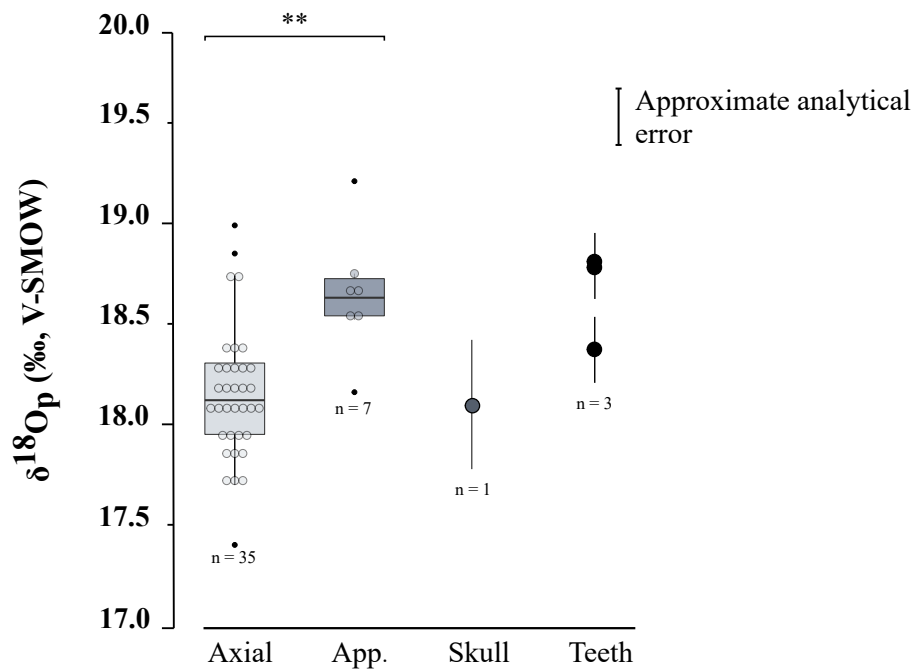 **
20.0
19.5
19.0
18.5
18.0
17.5
17.0
δ18Op (‰, V-SMOW)
Approximate analytical
error
n = 35
n = 7
n = 1
n = 3
Axial App. Skull Teeth